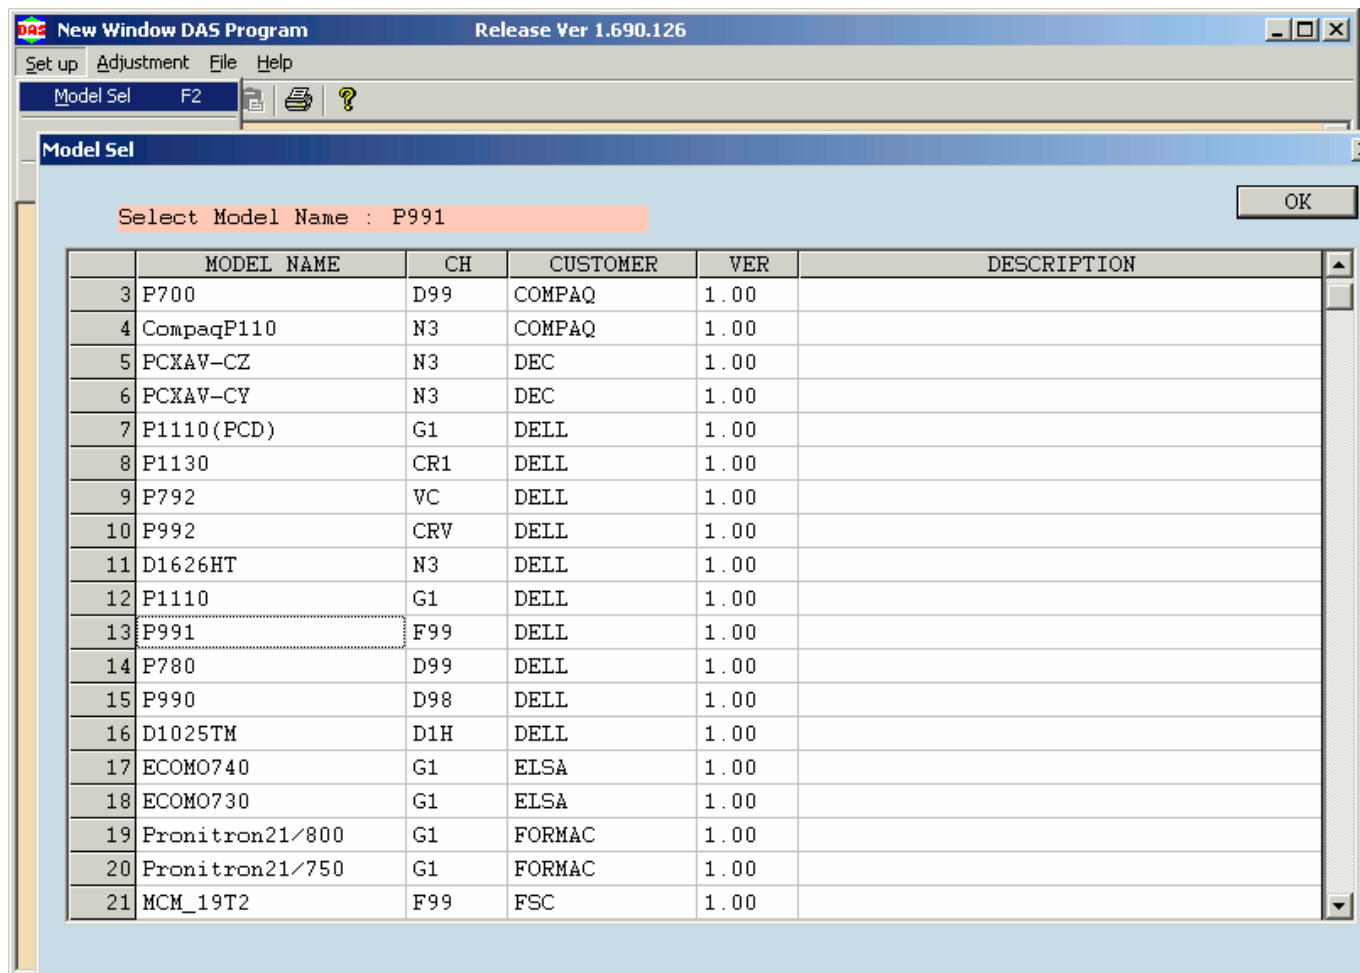 DAS New Window DAS Program Release Ver 1.690.126
Set up Adjustment File Help
Model Sel F2
Model Sel
Select Model Name : P991
OK
MODEL NAME CH CUSTOMER VER DESCRIPTION
3 P700 D99 COMPAQ 1.00
4 CompaqP110 N3 COMPAQ 1.00
5 PCXAV-CZ N3 DEC 1.00
6 PCXAV-CY N3 DEC 1.00
7 P1110(PCD) G1 DELL 1.00
8 P1130 CR1 DELL 1.00
9 P792 VC DELL 1.00
10 P992 CRV DELL 1.00
11 D1626HT N3 DELL 1.00
12 P1110 G1 DELL 1.00
13 P991 F99 DELL 1.00
14 P780 D99 DELL 1.00
15 P990 D98 DELL 1.00
16 D1025TM D1H DELL 1.00
17 ECOMO740 G1 ELSA 1.00
18 ECOMO730 G1 ELSA 1.00
19 Pronitron21/800 G1 FORMAC 1.00
20 Pronitron21/750 G1 FORMAC 1.00
21 MCM_19T2 F99 FSC 1.00